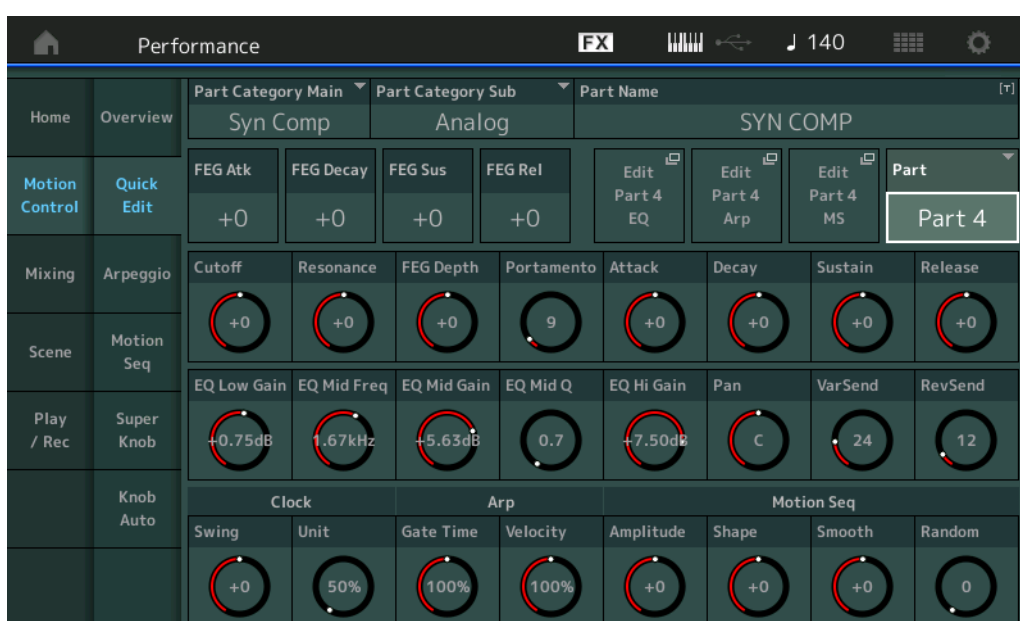 Performance
FX
♩ 140
Home
Overview
Motion
Control
Quick
Edit
Mixing
Arpeggio
Scene
Motion
Seq
Play
/ Rec
Super
Knob
Knob
Auto
Part Category Main
Part Category Sub
Part Name
[T]
Syn Comp
Analog
SYN COMP
FEG Atk
FEG Decay
FEG Sus
FEG Rel
+0
+0
+0
+0
Edit
Part 4
EQ
Edit
Part 4
Arp
Edit
Part 4
MS
Part
Part 4
Cutoff
Resonance
FEG Depth
Portamento
Attack
Decay
Sustain
Release
+0
+0
+0
9
+0
+0
+0
+0
EQ Low Gain
EQ Mid Freq
EQ Mid Gain
EQ Mid Q
EQ Hi Gain
Pan
VarSend
RevSend
+0.75dB
1.67kHz
+5.63dB
0.7
+7.50dB
C
24
12
Clock
Arp
Motion Seq
Swing
Unit
Gate Time
Velocity
Amplitude
Shape
Smooth
Random
+0
50%
100%
100%
+0
+0
+0
0